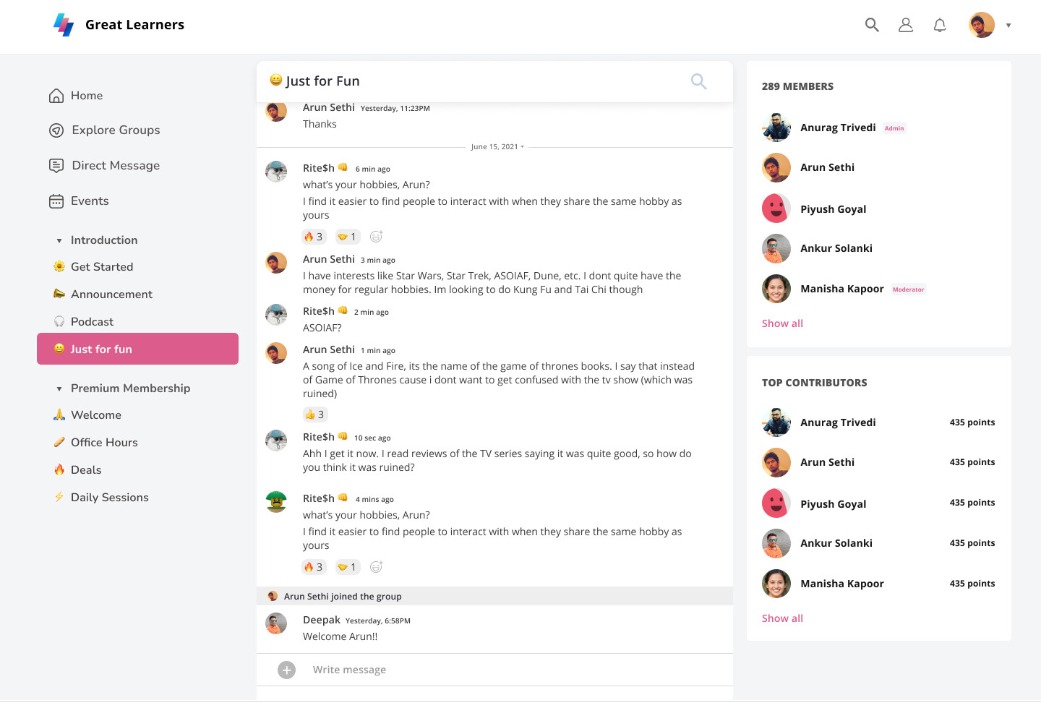 Great Learners
Home
Explore Groups
Direct Message
Events
Introduction
Get Started
Announcement
Podcast
Just for fun
Premium Membership
Welcome
Office Hours
Deals
Daily Sessions
😄 Just for Fun
Arun Sethi Yesterday, 11:23PM
Thanks
June 15, 2021
Rite$h 👊 6 min ago
what's your hobbies, Arun?
I find it easier to find people to interact with when they share the same hobby as
yours
🔥 3 🤝 1
Arun Sethi 3 min ago
I have interests like Star Wars, Star Trek, ASOIAF, Dune, etc. I dont quite have the
money for regular hobbies. Im looking to do Kung Fu and Tai Chi though
Rite$h 👊 2 min ago
ASOIAF?
Arun Sethi 1 min ago
A song of Ice and Fire, its the name of the game of thrones books. I say that instead
of Game of Thrones cause i dont want to get confused with the tv show (which was
ruined)
👍 3
Rite$h 👊 10 sec ago
Ahh I get it now. I read reviews of the TV series saying it was quite good, so how do
you think it was ruined?
Rite$h 👊 4 mins ago
what's your hobbies, Arun?
I find it easier to find people to interact with when they share the same hobby as
yours
🔥 3 🤝 1
Arun Sethi joined the group
Deepak Yesterday, 6:58PM
Welcome Arun!!
Write message
289 MEMBERS
Anurag Trivedi Admin
Arun Sethi
Piyush Goyal
Ankur Solanki
Manisha Kapoor Moderator
Show all
TOP CONTRIBUTORS
Anurag Trivedi 435 points
Arun Sethi 435 points
Piyush Goyal 435 points
Ankur Solanki 435 points
Manisha Kapoor 435 points
Show all